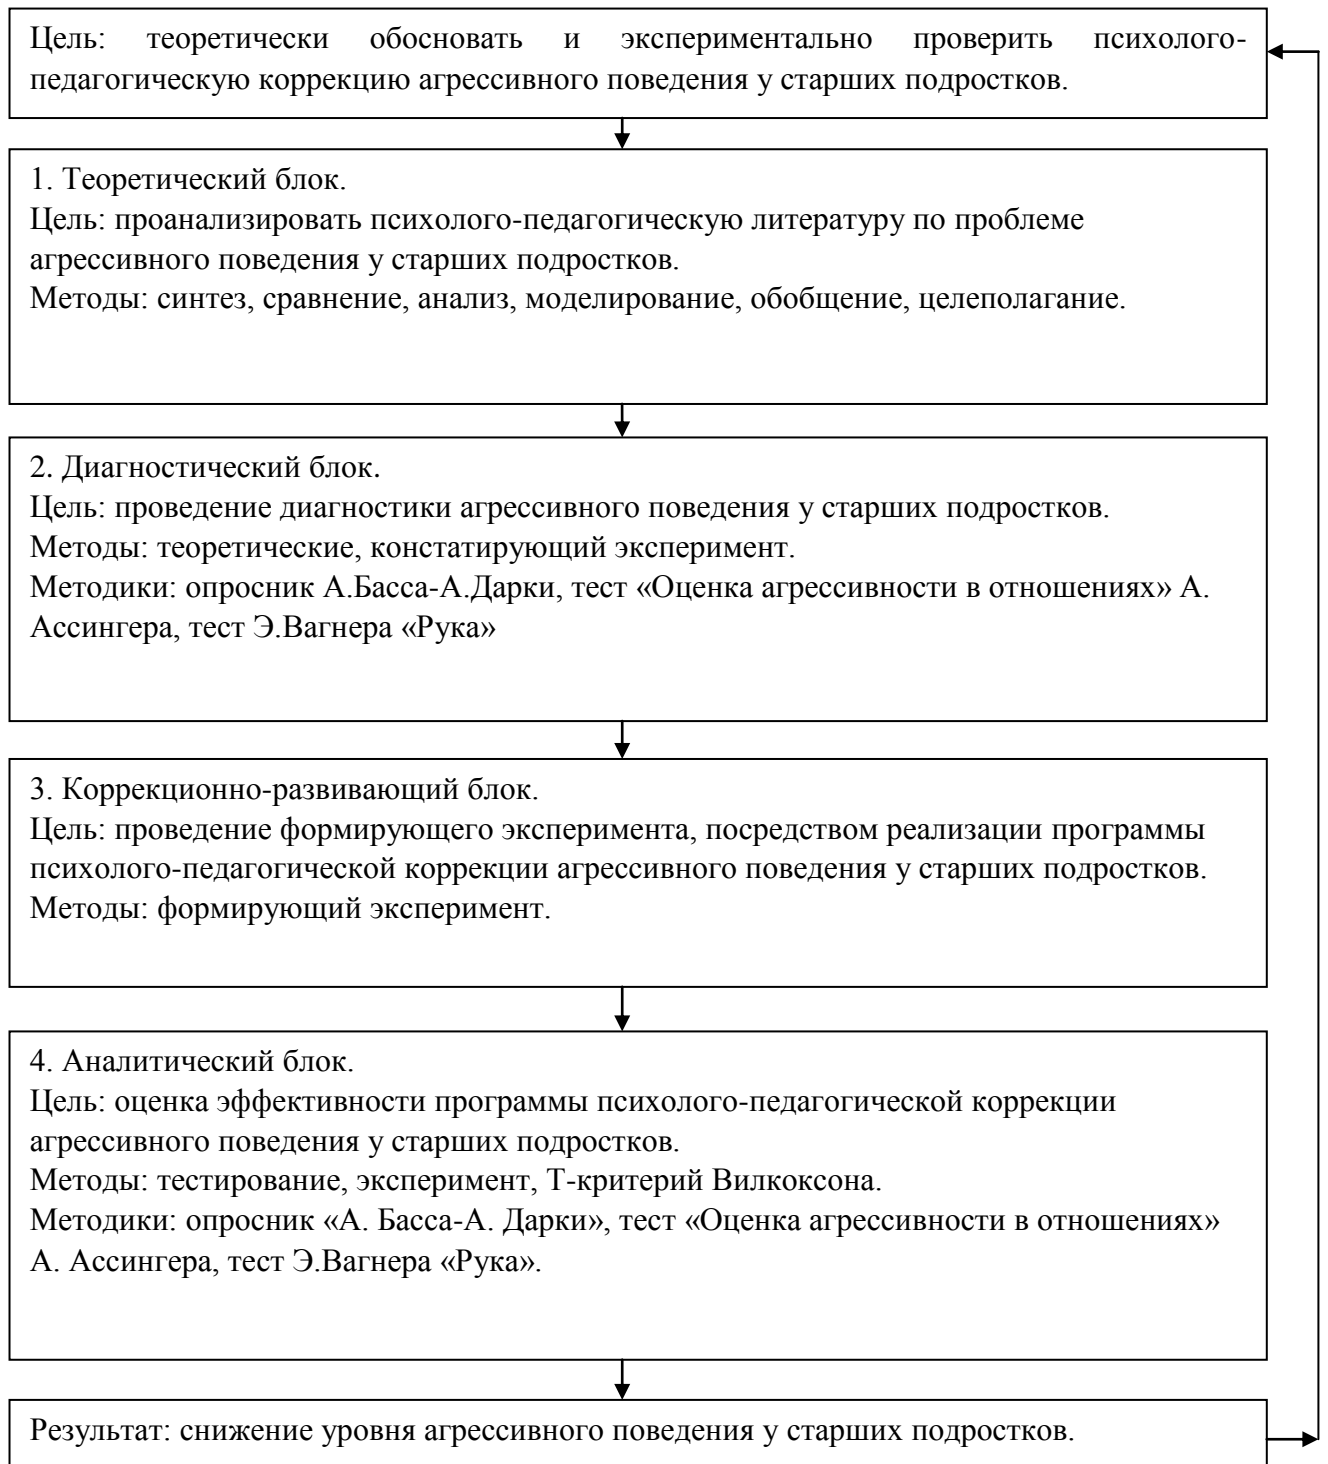 Цель: теоретически обосновать и экспериментально проверить психолого-
педагогическую коррекцию агрессивного поведения у старших подростков.
1. Теоретический блок.
Цель: проанализировать психолого-педагогическую литературу по проблеме
агрессивного поведения у старших подростков.
Методы: синтез, сравнение, анализ, моделирование, обобщение, целеполагание.
2. Диагностический блок.
Цель: проведение диагностики агрессивного поведения у старших подростков.
Методы: теоретические, констатирующий эксперимент.
Методики: опросник А.Басса-А.Дарки, тест «Оценка агрессивности в отношениях» А.
Ассингера, тест Э.Вагнера «Рука»
3. Коррекционно-развивающий блок.
Цель: проведение формирующего эксперимента, посредством реализации программы
психолого-педагогической коррекции агрессивного поведения у старших подростков.
Методы: формирующий эксперимент.
4. Аналитический блок.
Цель: оценка эффективности программы психолого-педагогической коррекции
агрессивного поведения у старших подростков.
Методы: тестирование, эксперимент, Т-критерий Вилкоксона.
Методики: опросник «А. Басса-А. Дарки», тест «Оценка агрессивности в отношениях»
А. Ассингера, тест Э.Вагнера «Рука».
Результат: снижение уровня агрессивного поведения у старших подростков.